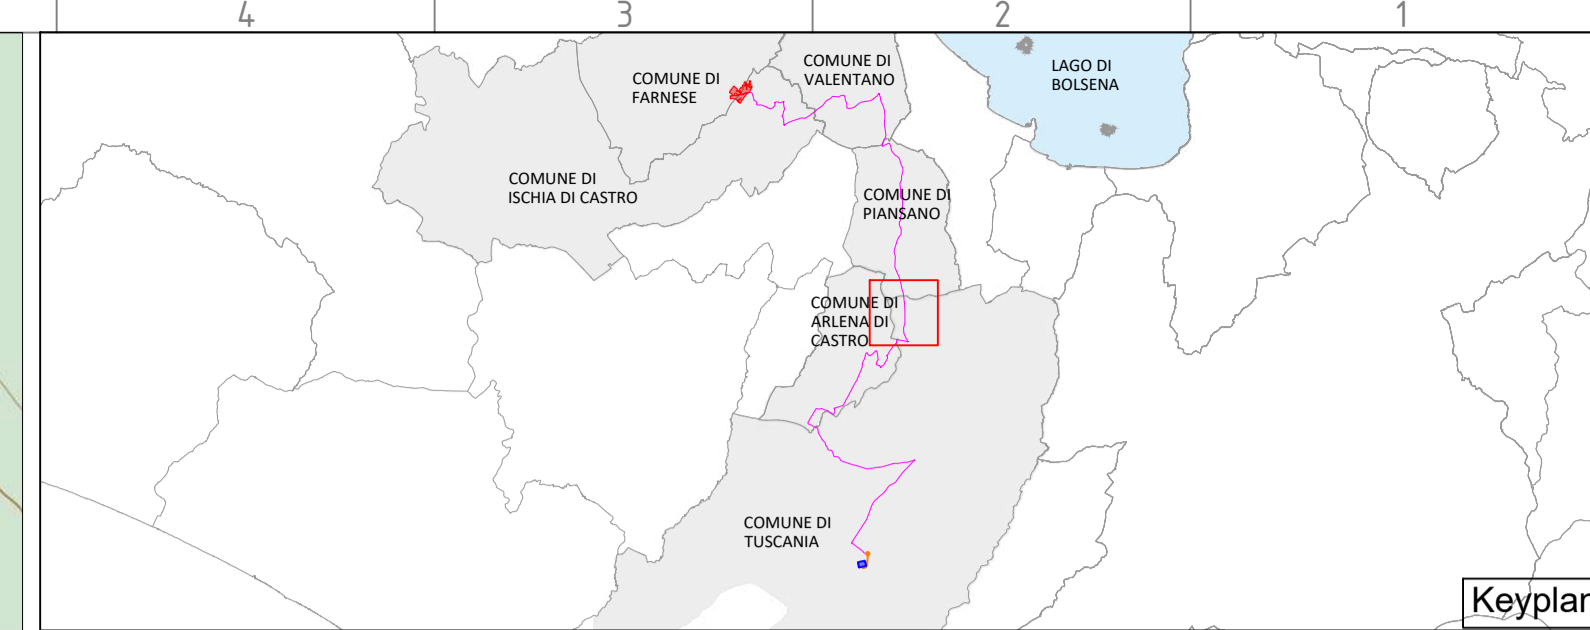 4 3 2 1
COMUNE DI
FARNESE
COMUNE DI
VALENTANO
LAGO DI
BOLSENA
COMUNE DI
ISCHIA DI CASTRO
COMUNE DI
PIANSANO
COMUNE DI
ARLENA DI
CASTRO
COMUNE DI
TUSCANIA
Keyplan